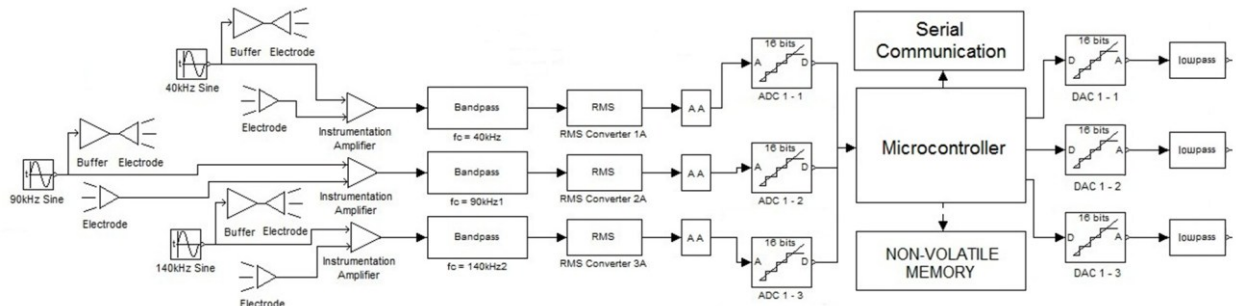 Buffer Electrode
t
40kHz Sine
Electrode
Instrumentation
Amplifier
Bandpass
fc = 40kHz
RMS
RMS Converter 1A
A A
16 bits
A D
ADC 1 - 1
Buffer Electrode
t
90kHz Sine
Electrode
Instrumentation
Amplifier
Bandpass
fc = 90kHz1
RMS
RMS Converter 2A
A A
16 bits
A D
ADC 1 - 2
Buffer Electrode
t
140kHz Sine
Electrode
Instrumentation
Amplifier
Bandpass
fc = 140kHz2
RMS
RMS Converter 3A
A A
16 bits
A D
ADC 1 - 3
Serial
Communication
Microcontroller
NON-VOLATILE
MEMORY
16 bits
D A
DAC 1 - 1
lowpass
16 bits
D A
DAC 1 - 2
lowpass
16 bits
D A
DAC 1 - 3
lowpass